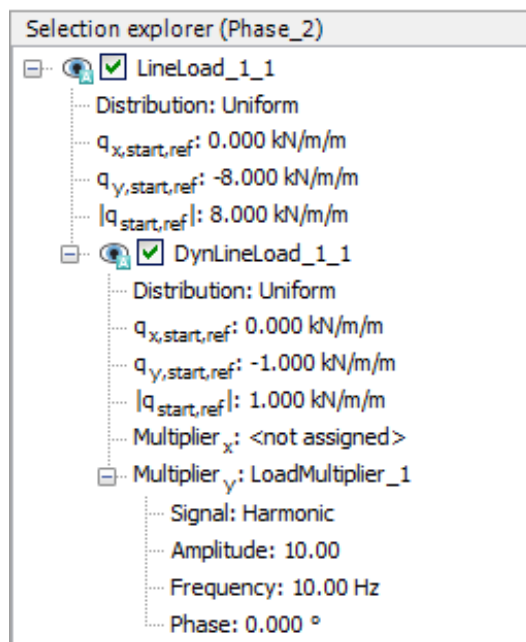 Selection explorer (Phase_2)
LineLoad_1_1
Distribution: Uniform
qx,start,ref: 0.000 kN/m/m
qy,start,ref: -8.000 kN/m/m
|qstart,ref|: 8.000 kN/m/m
DynLineLoad_1_1
Distribution: Uniform
qx,start,ref: 0.000 kN/m/m
qy,start,ref: -1.000 kN/m/m
|qstart,ref|: 1.000 kN/m/m
Multiplierx: <not assigned>
Multipliery: LoadMultiplier_1
Signal: Harmonic
Amplitude: 10.00
Frequency: 10.00 Hz
Phase: 0.000 °